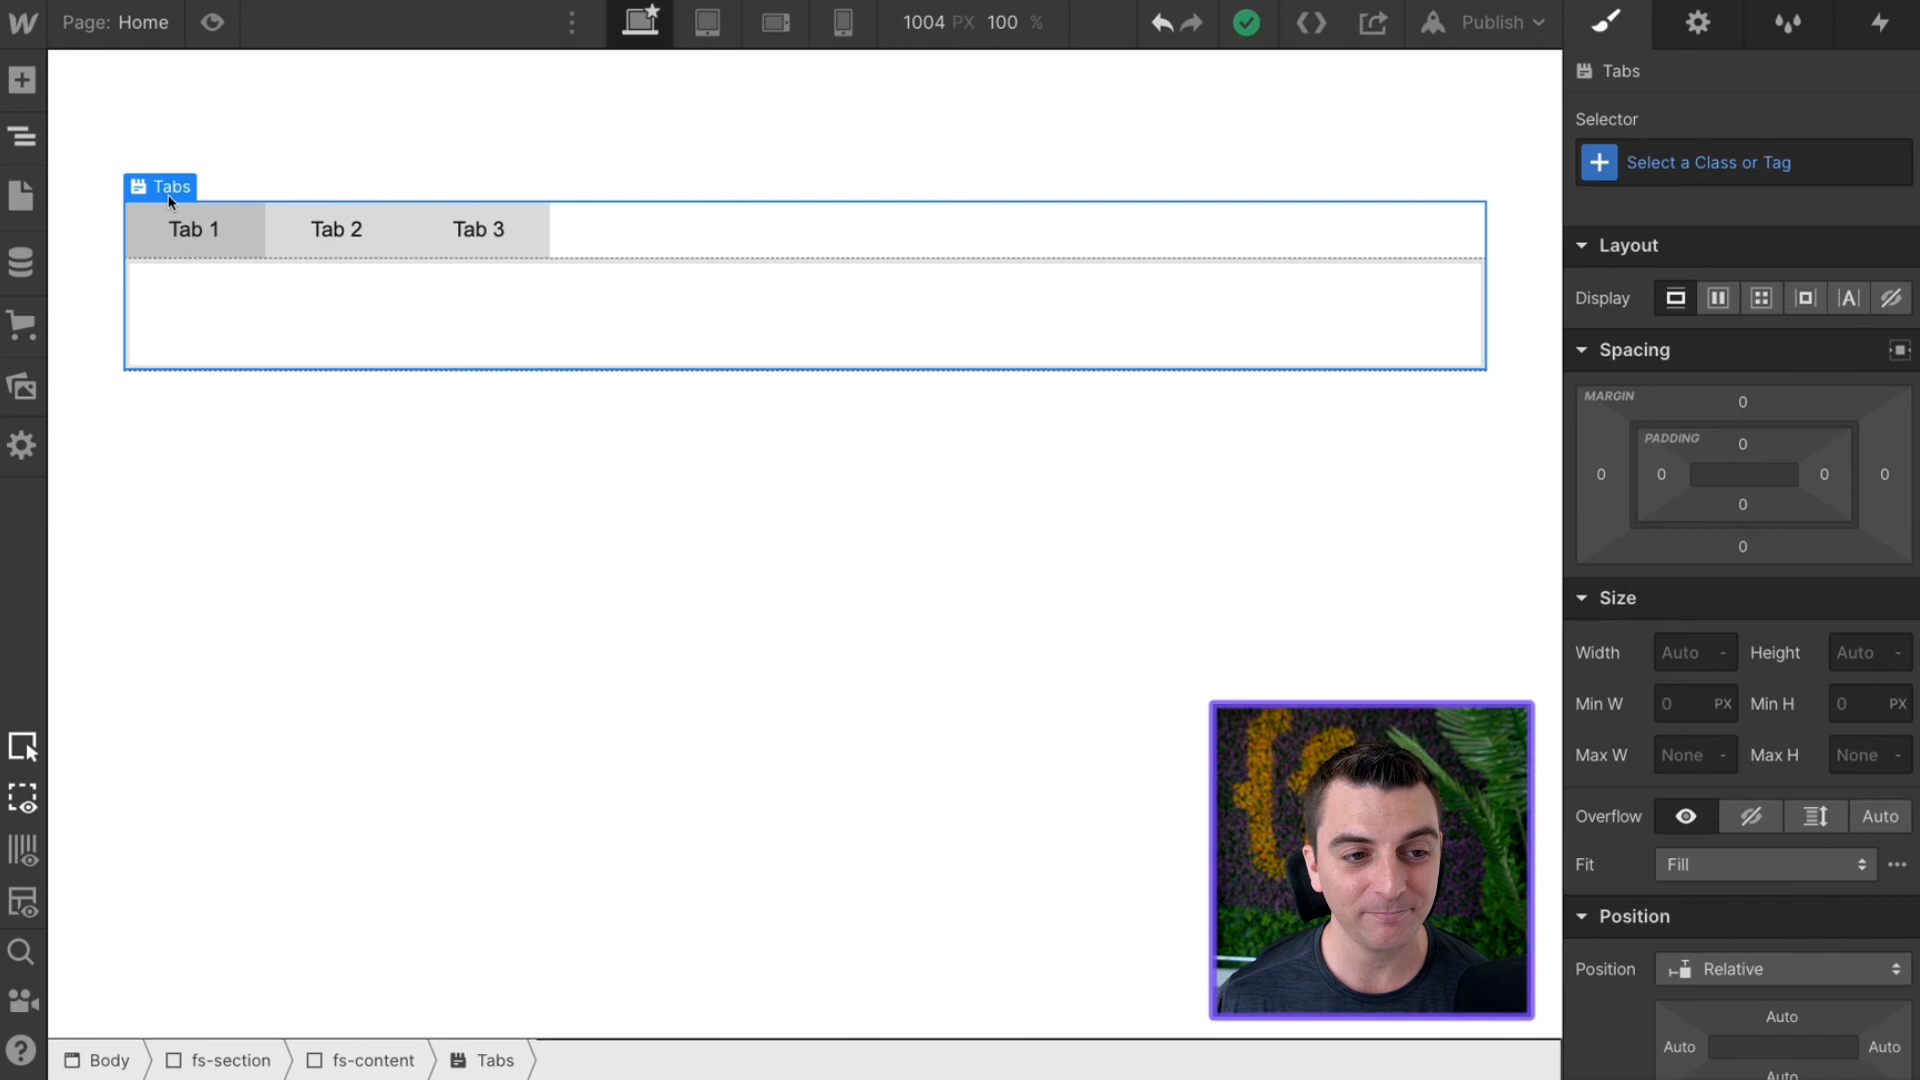 Page: Home
1004 PX 100 %
Publish
Tabs
Selector
Select a Class or Tag
Tabs
Tab 1
Tab 2
Tab 3
Layout
Display
Spacing
MARGIN
0
PADDING
0
0
0
0
0
0
0
Size
Width
Auto -
Height
Auto -
Min W
0 PX
Min H
0 PX
Max W
None -
Max H
None -
Overflow
Auto
Fit
Fill
Position
Position
Relative
Auto
Auto
Auto
Auto
Body
fs-section
fs-content
Tabs